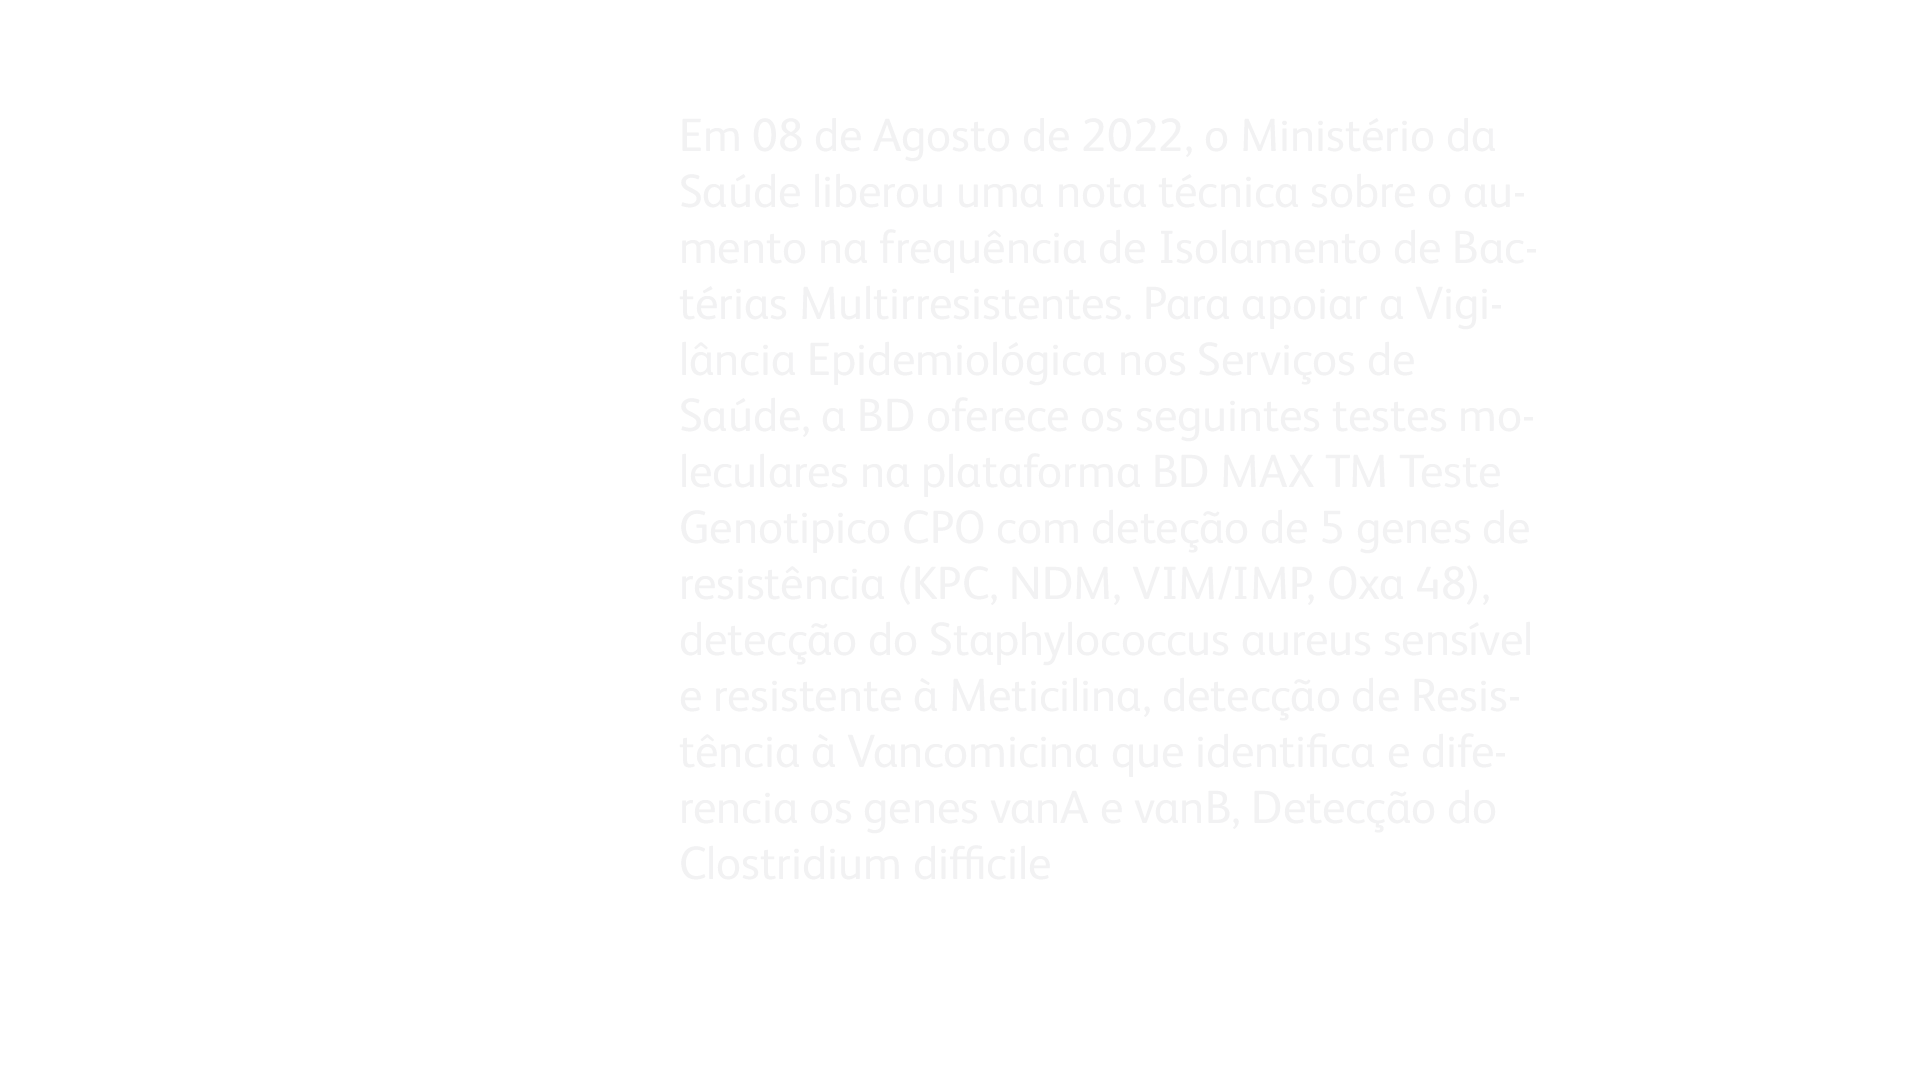 Em 08 de Agosto de 2022, o Ministério da
Saúde liberou uma nota técnica sobre o au-
mento na frequência de Isolamento de Bac-
térias Multirresistentes. Para apoiar a Vigi-
lância Epidemiológica nos Serviços de
Saúde, a BD oferece os seguintes testes mo-
leculares na plataforma BD MAX TM Teste
Genotipico CPO com deteção de 5 genes de
resistência (KPC, NDM, VIM/IMP, Oxa 48),
detecção do Staphylococcus aureus sensível
e resistente à Meticilina, detecção de Resis-
tência à Vancomicina que identifica e dife-
rencia os genes vanA e vanB, Detecção do
Clostridium difficile